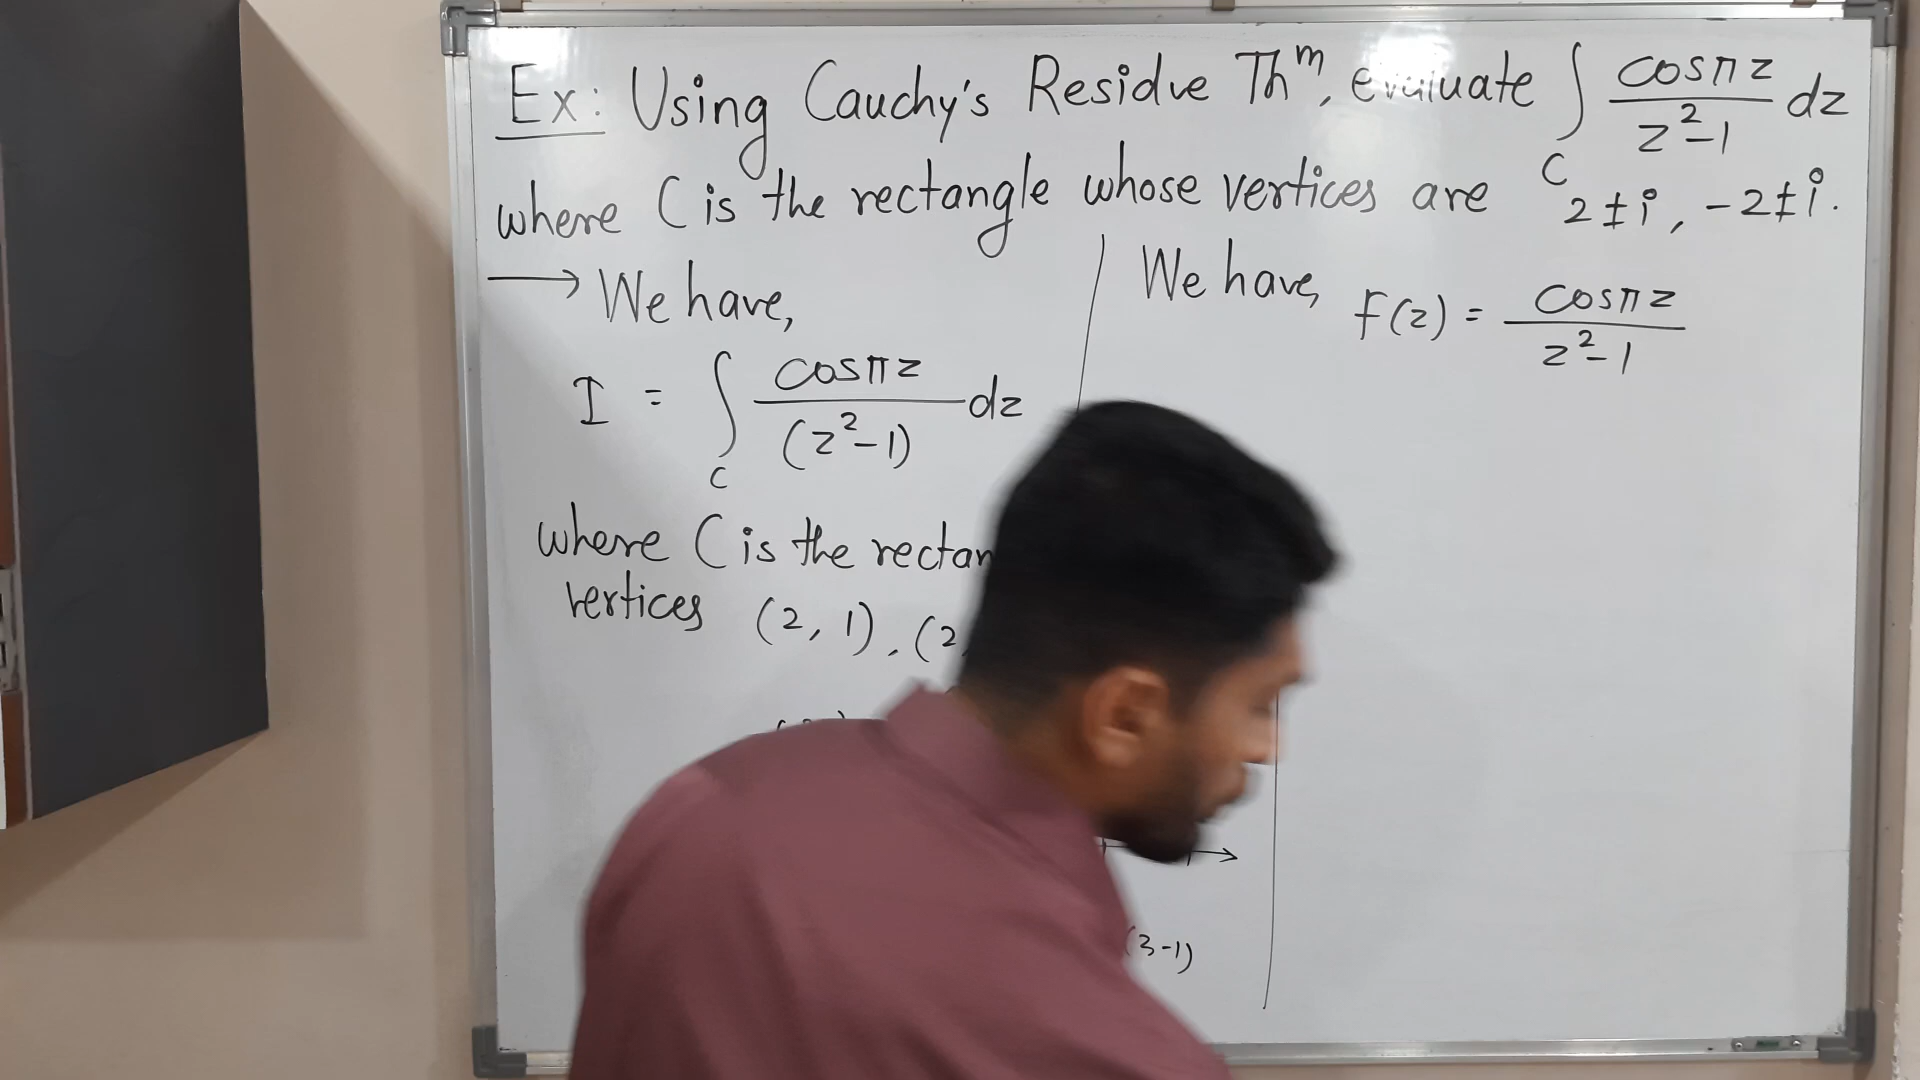 Ex: Using Cauchy's Residue Thᵐ, evaluate ∫_C cosπz / (z²-1) dz
where C is the rectangle whose vertices are 2±i, -2±i.
→ We have,
I = ∫_C cosπz / (z²-1) dz
where C is the
vertices (2, 1), (2,
(3-1)
We have, F(z) = cosπz / (z²-1)